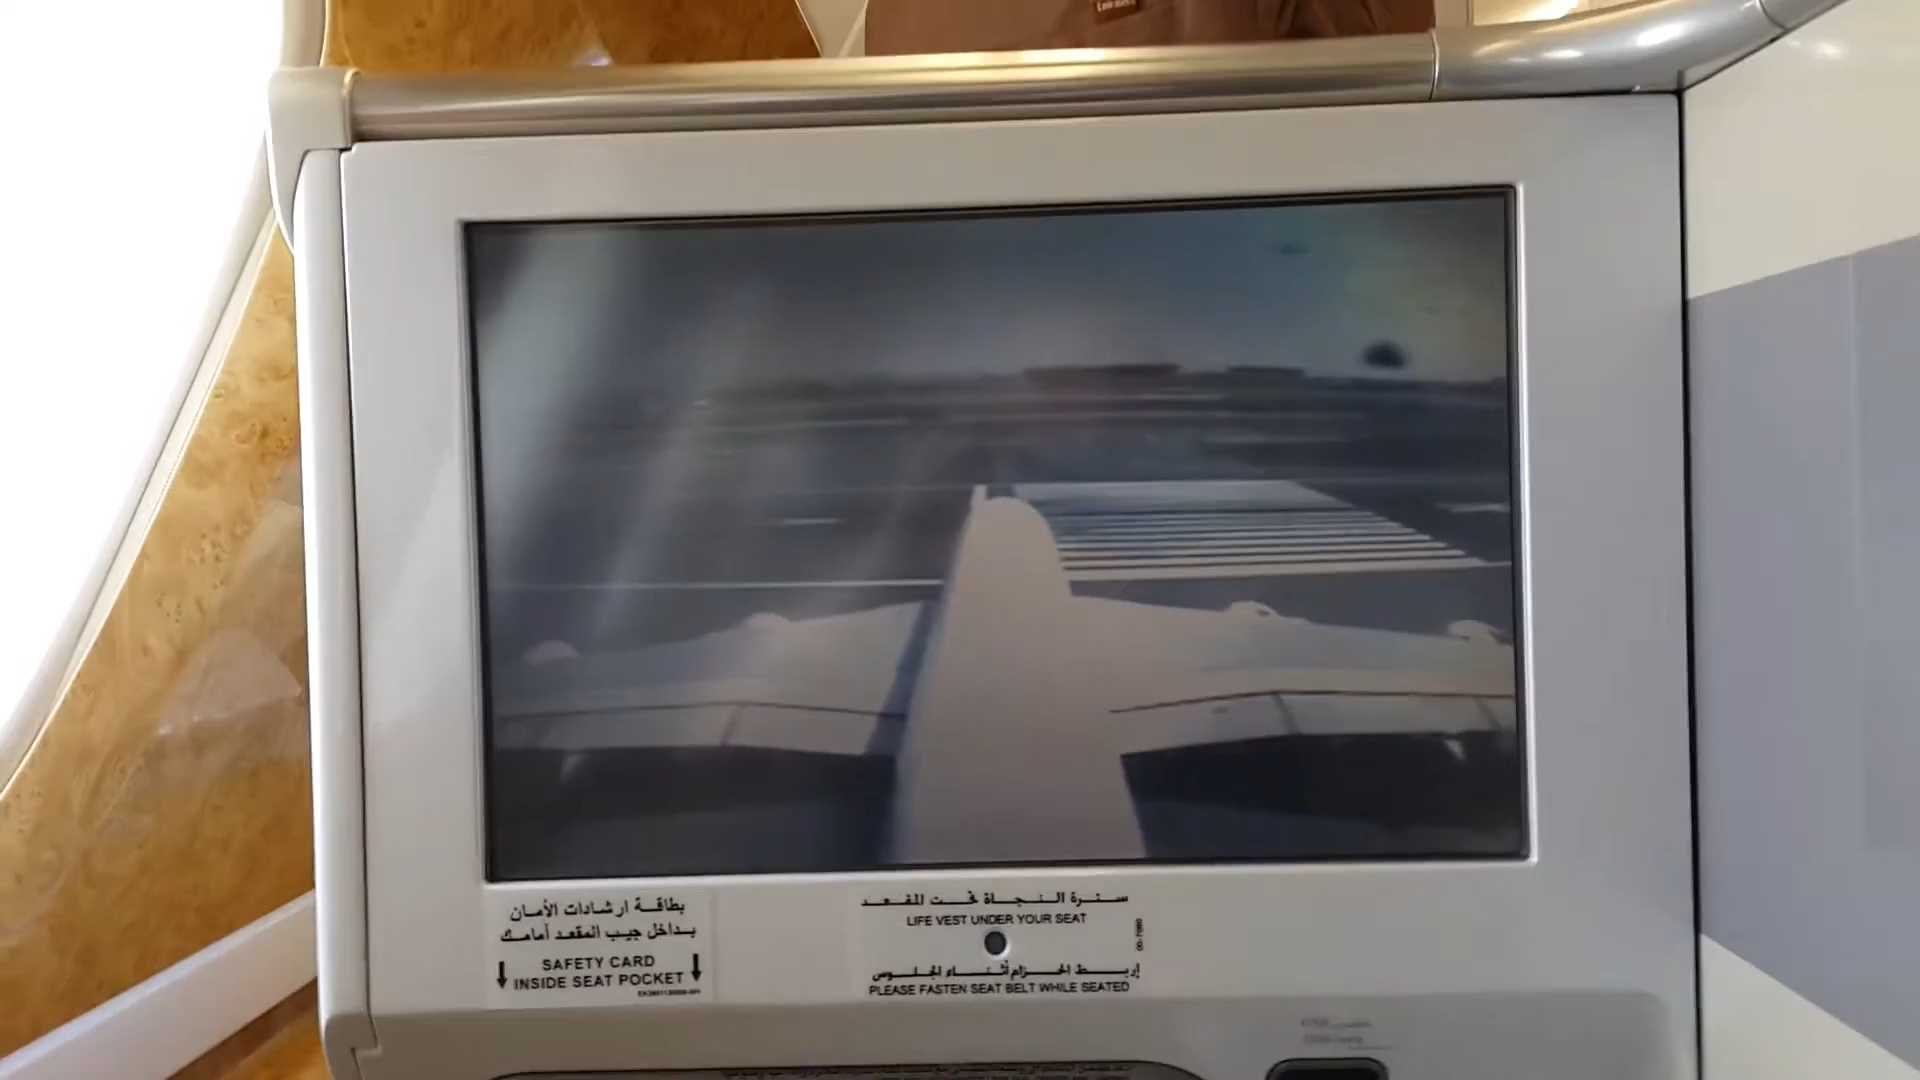 بطاقة ارشادات الأمان
بداخل جيب المقعد أمامك
SAFETY CARD
INSIDE SEAT POCKET
سترة النجاة تحت المقعد
LIFE VEST UNDER YOUR SEAT
إربط الحزام أثناء الجلوس
PLEASE FASTEN SEAT BELT WHILE SEATED